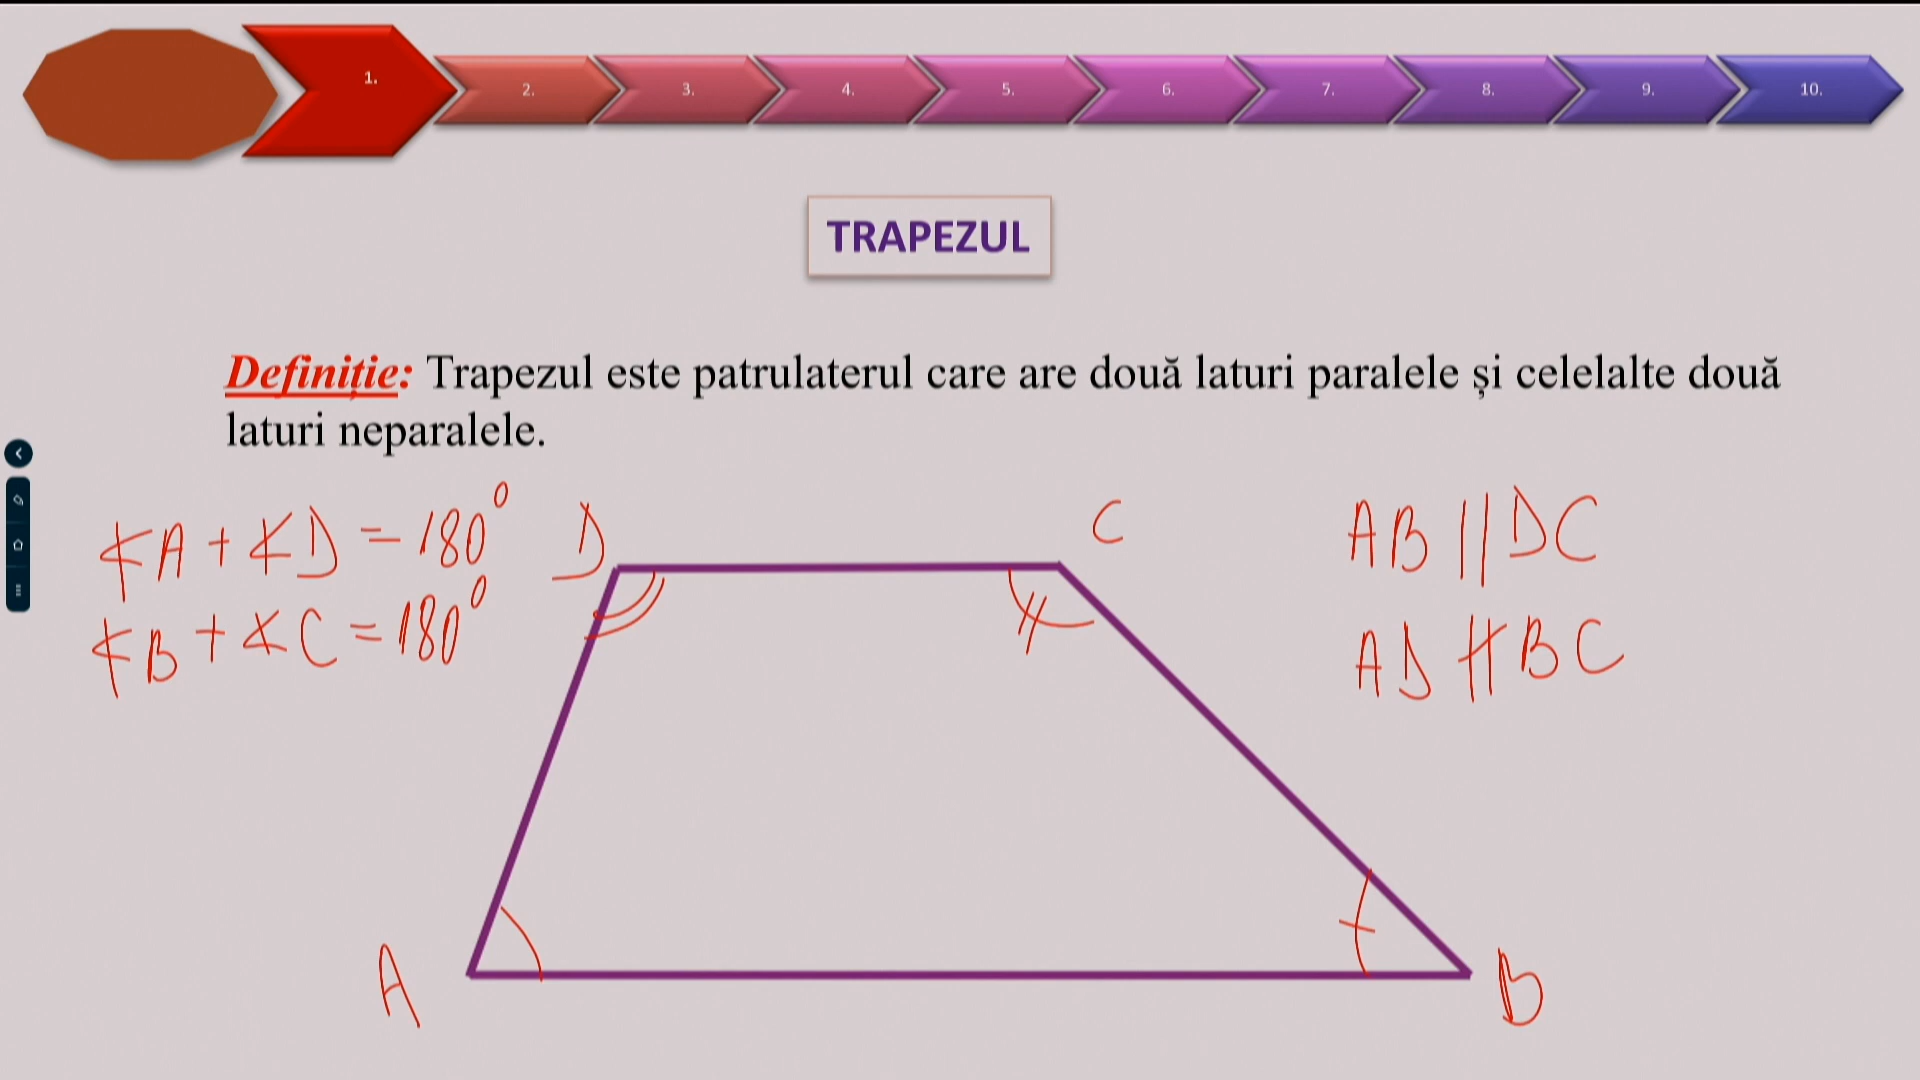 1. 2. 3. 4. 5. 6. 7. 8. 9. 10.
TRAPEZUL
Definiție: Trapezul este patrulaterul care are două laturi paralele și celelalte două
laturi neparalele.
∢A + ∢D = 180°
∢B + ∢C = 180°
D
C
AB || DC
AD ∦ BC
A
B